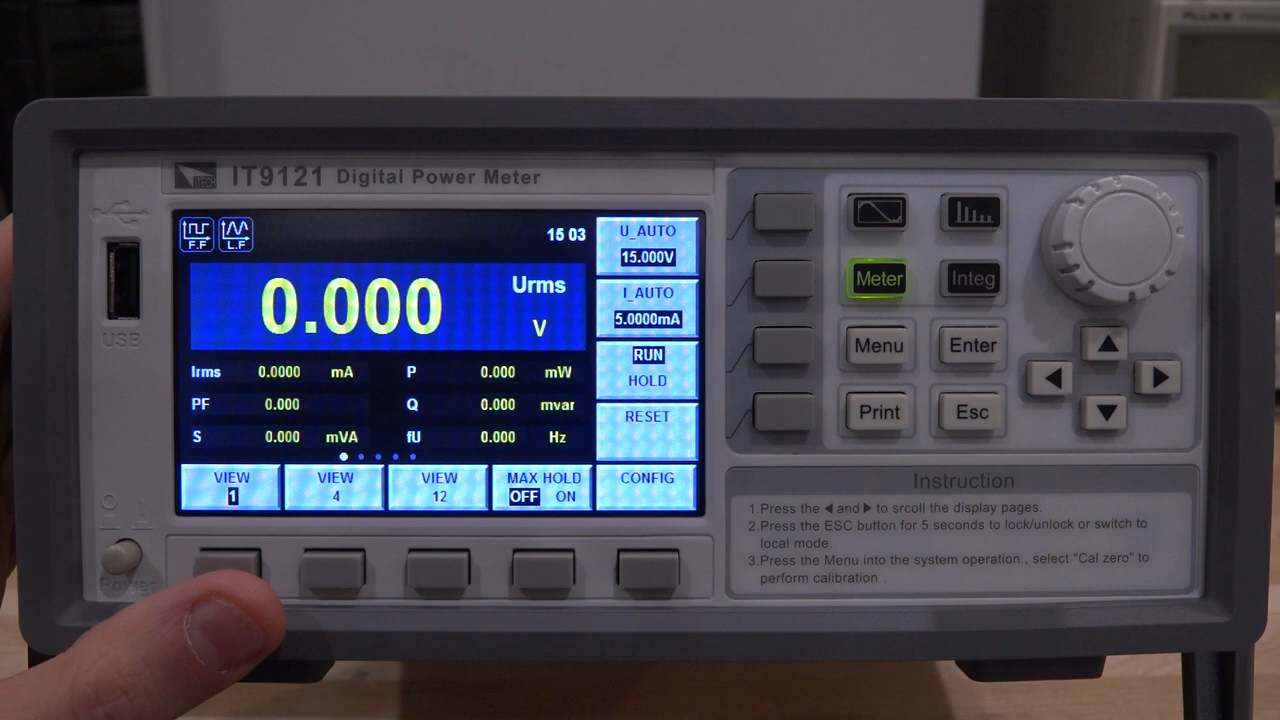 FLUKE
ITECH IT9121 Digital Power Meter
F.F L.F 15 03
U_AUTO
15.000V
0.000 Urms
V
I_AUTO
5.0000mA
RUN
HOLD
RESET
Irms 0.0000 mA P 0.000 mW
PF 0.000 Q 0.000 mvar
S 0.000 mVA fU 0.000 Hz
VIEW VIEW VIEW MAX HOLD CONFIG
1 4 12 OFF ON
USB
Power
Meter Integ
Menu Enter
Print Esc
Instruction
1.Press the ◀ and ▶ to srcoll the display pages.
2.Press the ESC button for 5 seconds to lock/unlock or switch to
local mode.
3.Press the Menu into the system operation , select "Cal zero" to
perform calibration .